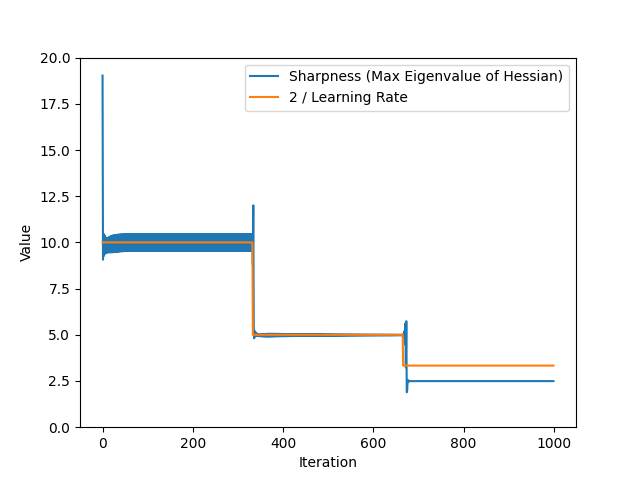 Sharpness (Max Eigenvalue of Hessian)
2 / Learning Rate
20.0
17.5
15.0
12.5
10.0
7.5
5.0
2.5
0.0
Value
0 200 400 600 800 1000
Iteration